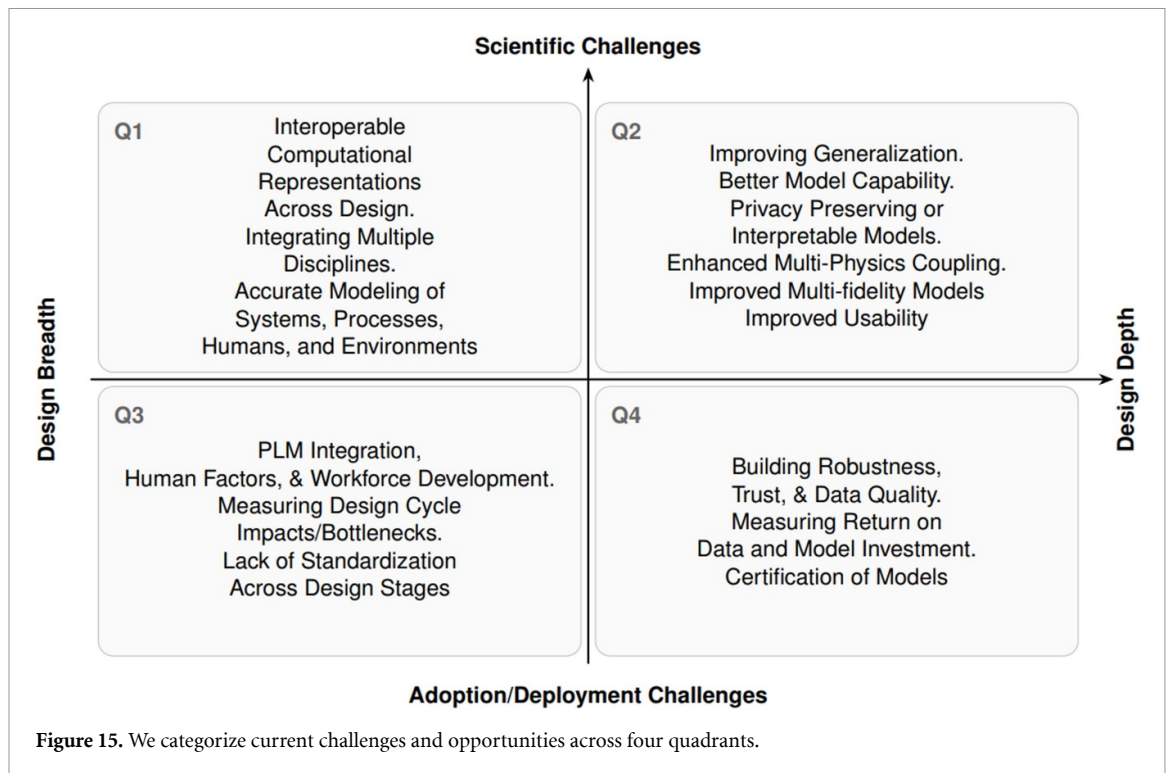 Scientific Challenges
Q1
Interoperable
Computational
Representations
Across Design.
Integrating Multiple
Disciplines.
Accurate Modeling of
Systems, Processes,
Humans, and Environments
Q2
Improving Generalization.
Better Model Capability.
Privacy Preserving or
Interpretable Models.
Enhanced Multi-Physics Coupling.
Improved Multi-fidelity Models
Improved Usability
Design Breadth
Design Depth
Q3
PLM Integration,
Human Factors, & Workforce Development.
Measuring Design Cycle
Impacts/Bottlenecks.
Lack of Standardization
Across Design Stages
Q4
Building Robustness,
Trust, & Data Quality.
Measuring Return on
Data and Model Investment.
Certification of Models
Adoption/Deployment Challenges
Figure 15. We categorize current challenges and opportunities across four quadrants.